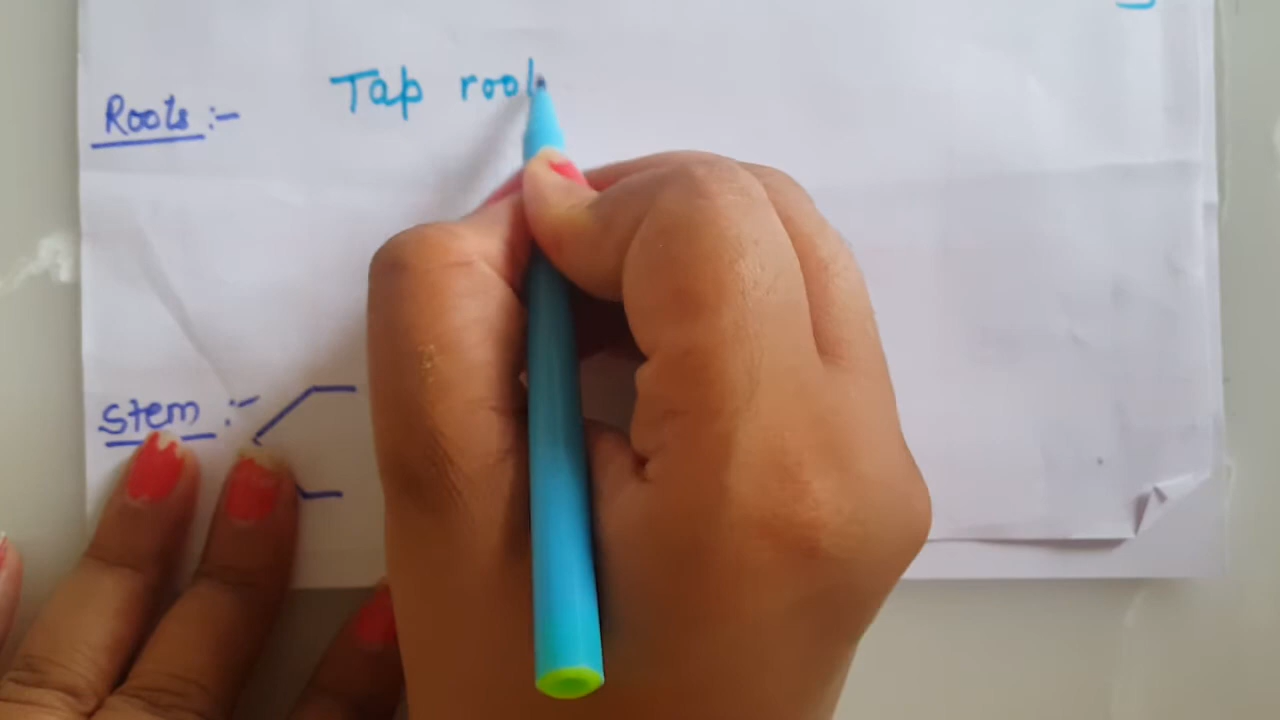 Tap root
Roots :-
Stem :-